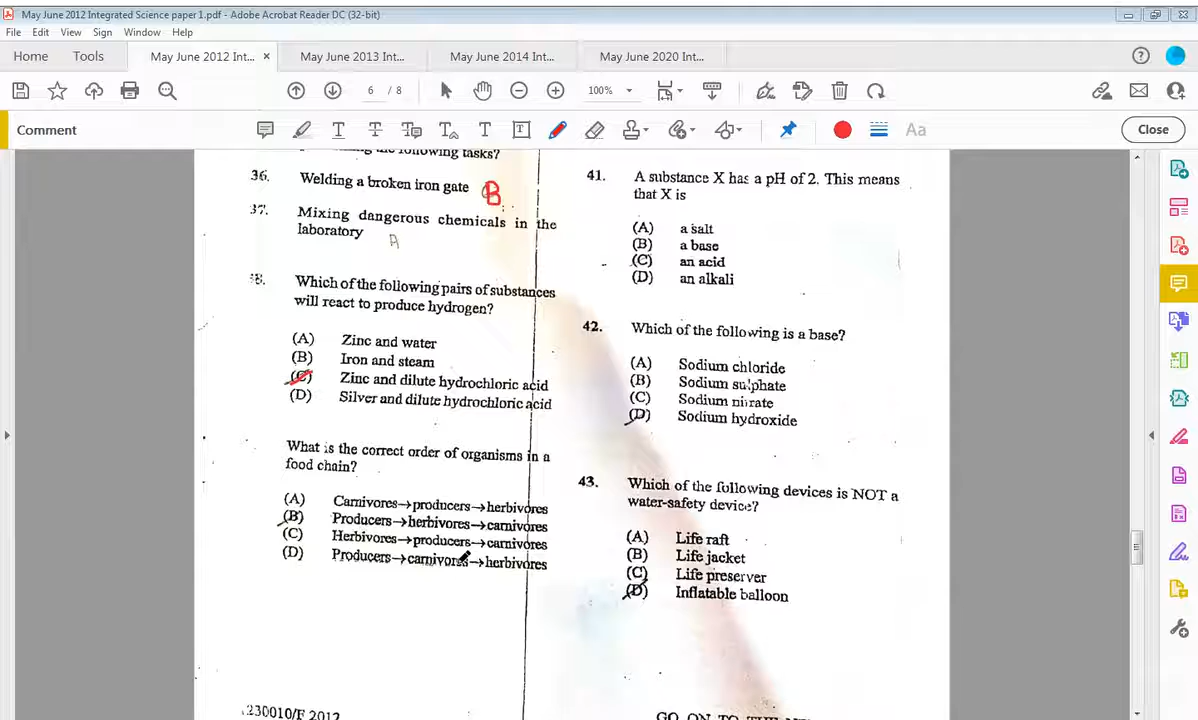 May June 2012 Integrated Science paper 1.pdf - Adobe Acrobat Reader DC (32-bit)
File Edit View Sign Window Help
Home Tools May June 2012 Int... × May June 2013 Int... May June 2014 Int... May June 2020 Int...
6 / 8 100%
Comment Aa Close
the following tasks?
36. Welding a broken iron gate B
37. Mixing dangerous chemicals in the
laboratory A
38. Which of the following pairs of substances
will react to produce hydrogen?
(A) Zinc and water
(B) Iron and steam
(C) Zinc and dilute hydrochloric acid
(D) Silver and dilute hydrochloric acid
What is the correct order of organisms in a
food chain?
(A) Carnivores→producers→herbivores
(B) Producers→herbivores→carnivores
(C) Herbivores→producers→carnivores
(D) Producers→carnivores→herbivores
41. A substance X has a pH of 2. This means
that X is
(A) a salt
(B) a base
(C) an acid
(D) an alkali
42. Which of the following is a base?
(A) Sodium chloride
(B) Sodium sulphate
(C) Sodium nitrate
(D) Sodium hydroxide
43. Which of the following devices is NOT a
water-safety device?
(A) Life raft
(B) Life jacket
(C) Life preserver
(D) Inflatable balloon
230010/F 2012
GO ON TO THE